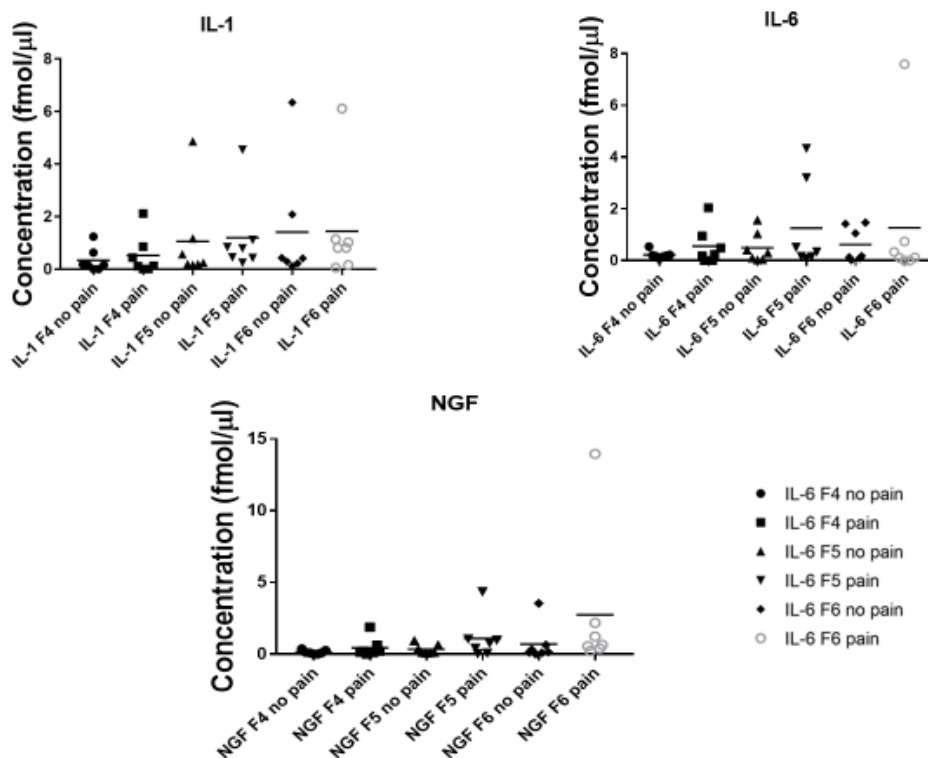 IL-1
Concentration (fmol/µl)
8
6
4
2
0
IL-1 F4 no pain
IL-1 F4 pain
IL-1 F5 no pain
IL-1 F5 pain
IL-1 F6 no pain
IL-1 F6 pain
IL-6
Concentration (fmol/µl)
8
6
4
2
0
IL-6 F4 no pain
IL-6 F4 pain
IL-6 F5 no pain
IL-6 F5 pain
IL-6 F6 no pain
IL-6 F6 pain
NGF
Concentration (fmol/µl)
15
10
5
0
NGF F4 no pain
NGF F4 pain
NGF F5 no pain
NGF F5 pain
NGF F6 no pain
NGF F6 pain
IL-6 F4 no pain
IL-6 F4 pain
IL-6 F5 no pain
IL-6 F5 pain
IL-6 F6 no pain
IL-6 F6 pain